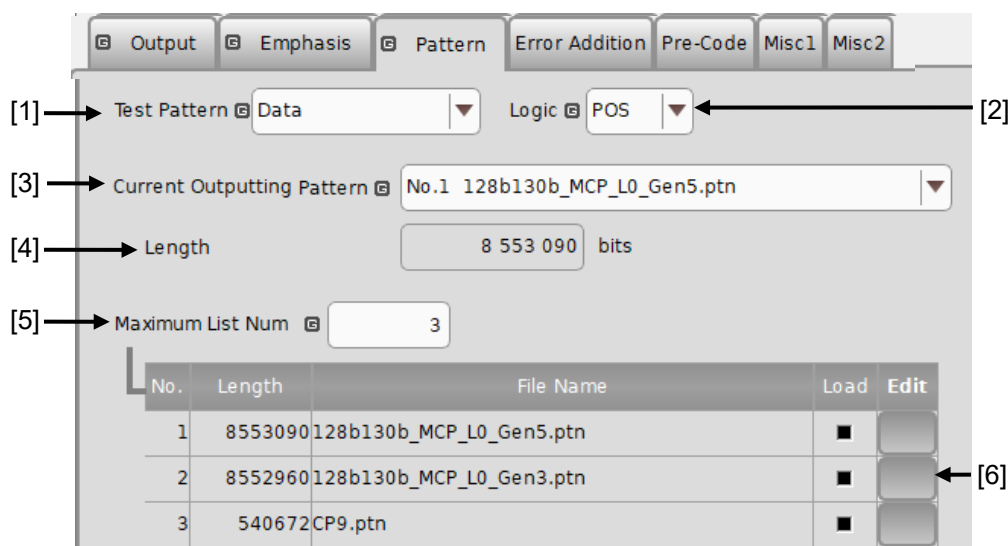 G Output G Emphasis G Pattern Error Addition Pre-Code Misc1 Misc2
[1] Test Pattern G Data Logic G POS [2]
[3] Current Outputting Pattern G No.1 128b130b_MCP_L0_Gen5.ptn
[4] Length 8 553 090 bits
[5] Maximum List Num G 3
No. Length File Name Load Edit
1 8553090 128b130b_MCP_L0_Gen5.ptn
2 8552960 128b130b_MCP_L0_Gen3.ptn [6]
3 540672 CP9.ptn